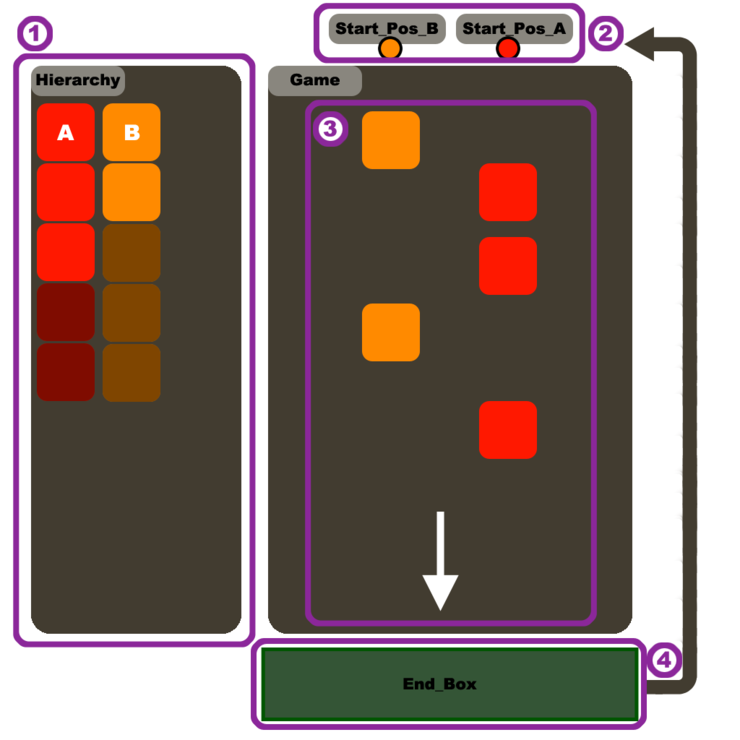 1
Start_Pos_B Start_Pos_A
2
Hierarchy
Game
A B
3
4
End_Box